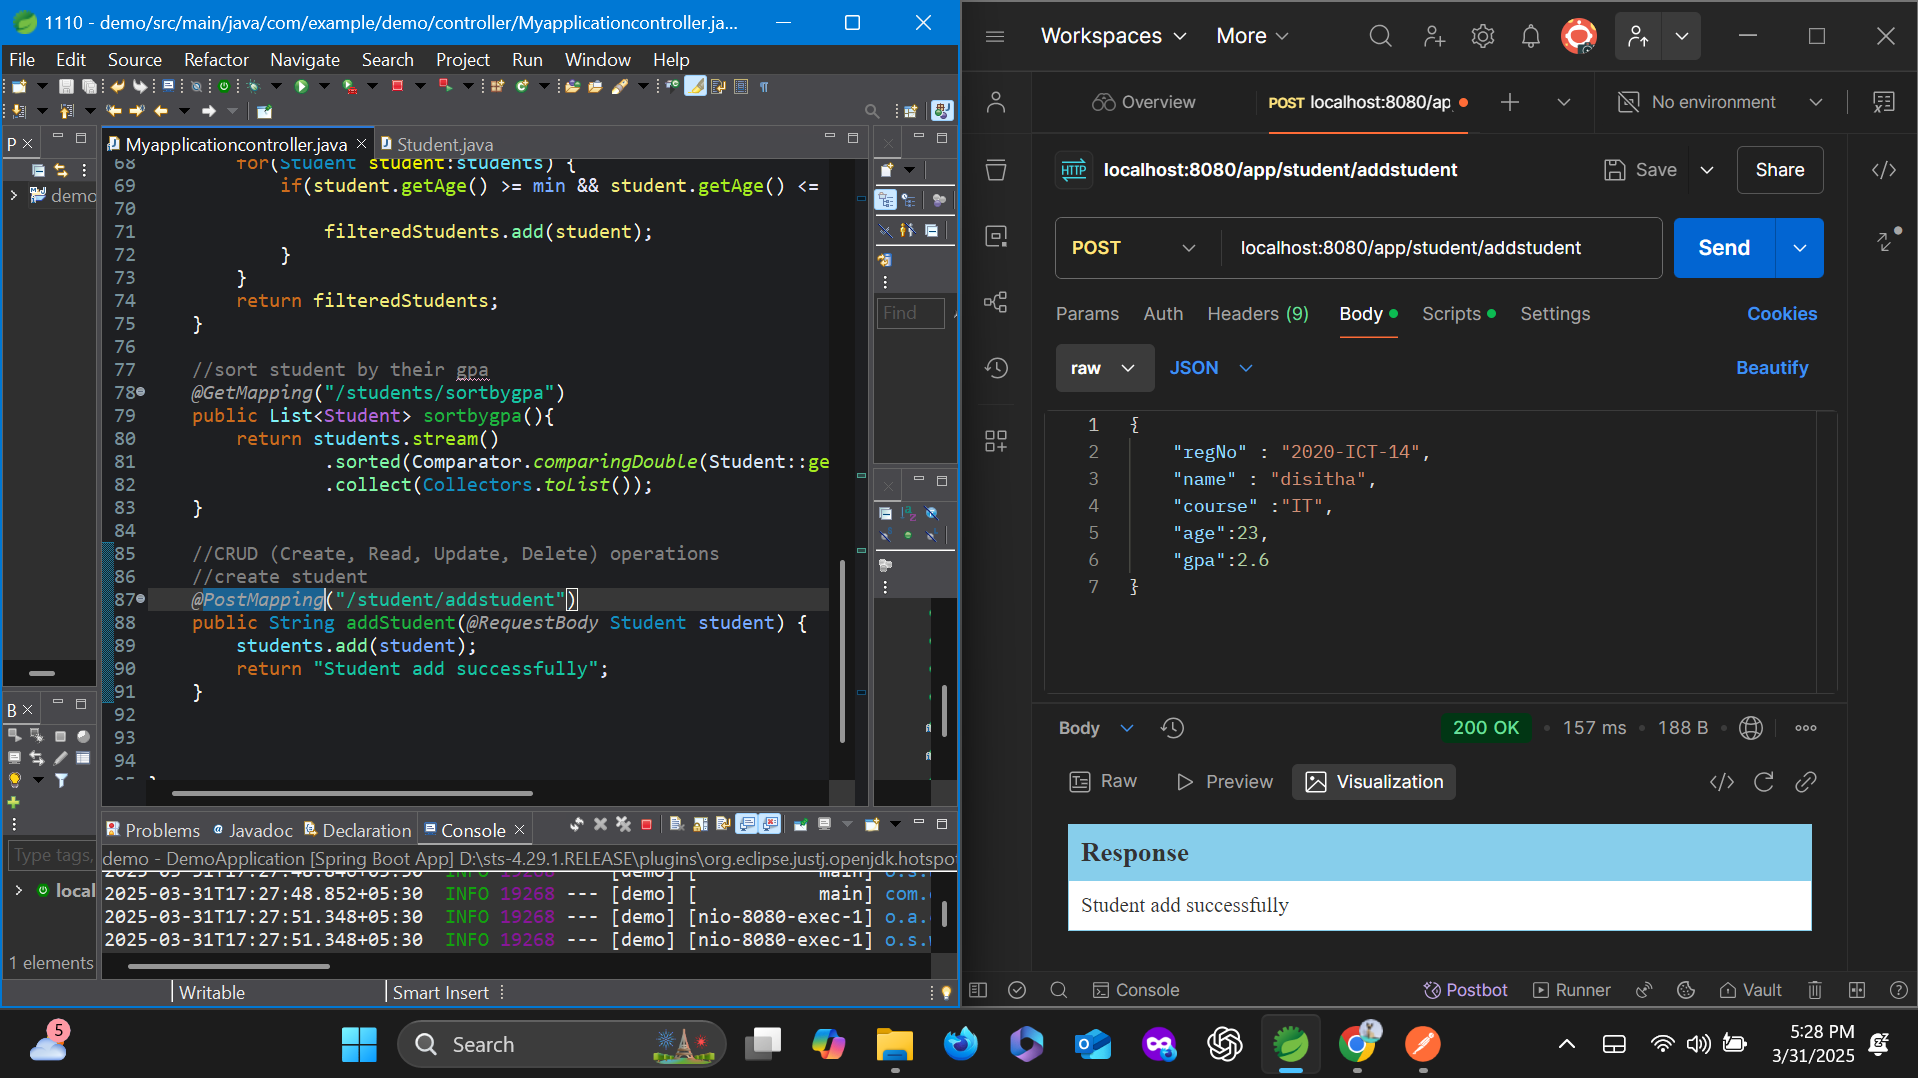 1110 - demo/src/main/java/com/example/demo/controller/Myapplicationcontroller.ja...
File Edit Source Refactor Navigate Search Project Run Window Help
P
demo
Myapplicationcontroller.java
Student.java
68 for(Student student:students) {
69 if(student.getAge() >= min && student.getAge() <=
70
71 filteredStudents.add(student);
72 }
73 }
74 return filteredStudents;
75 }
76
77 //sort student by their gpa
78 @GetMapping("/students/sortbygpa")
79 public List<Student> sortbygpa(){
80 return students.stream()
81 .sorted(Comparator.comparingDouble(Student::ge
82 .collect(Collectors.toList());
83 }
84
85 //CRUD (Create, Read, Update, Delete) operations
86 //create student
87 @PostMapping("/student/addstudent")
88 public String addStudent(@RequestBody Student student) {
89 students.add(student);
90 return "Student add successfully";
91 }
92
93
94
Find
B
Type tags,
local
1 elements
Problems Javadoc Declaration Console
demo - DemoApplication [Spring Boot App] D:\sts-4.29.1.RELEASE\plugins\org.eclipse.justj.openjdk.hotspo
2025-03-31T17:27:48.852+05:30 INFO 19268 --- [demo] [ main] com.
2025-03-31T17:27:51.348+05:30 INFO 19268 --- [demo] [nio-8080-exec-1] o.a.
2025-03-31T17:27:51.348+05:30 INFO 19268 --- [demo] [nio-8080-exec-1] o.s.
Writable
Smart Insert
Workspaces
More
Overview
POST localhost:8080/ap
No environment
HTTP localhost:8080/app/student/addstudent
Save
Share
POST
localhost:8080/app/student/addstudent
Send
Params Auth Headers (9) Body Scripts Settings Cookies
raw JSON Beautify
1 {
2 "regNo" : "2020-ICT-14",
3 "name" : "disitha",
4 "course" :"IT",
5 "age":23,
6 "gpa":2.6
7 }
Body 200 OK 157 ms 188 B
Raw Preview Visualization
Response
Student add successfully
Console Postbot Runner Vault
5
Search
5:28 PM
3/31/2025